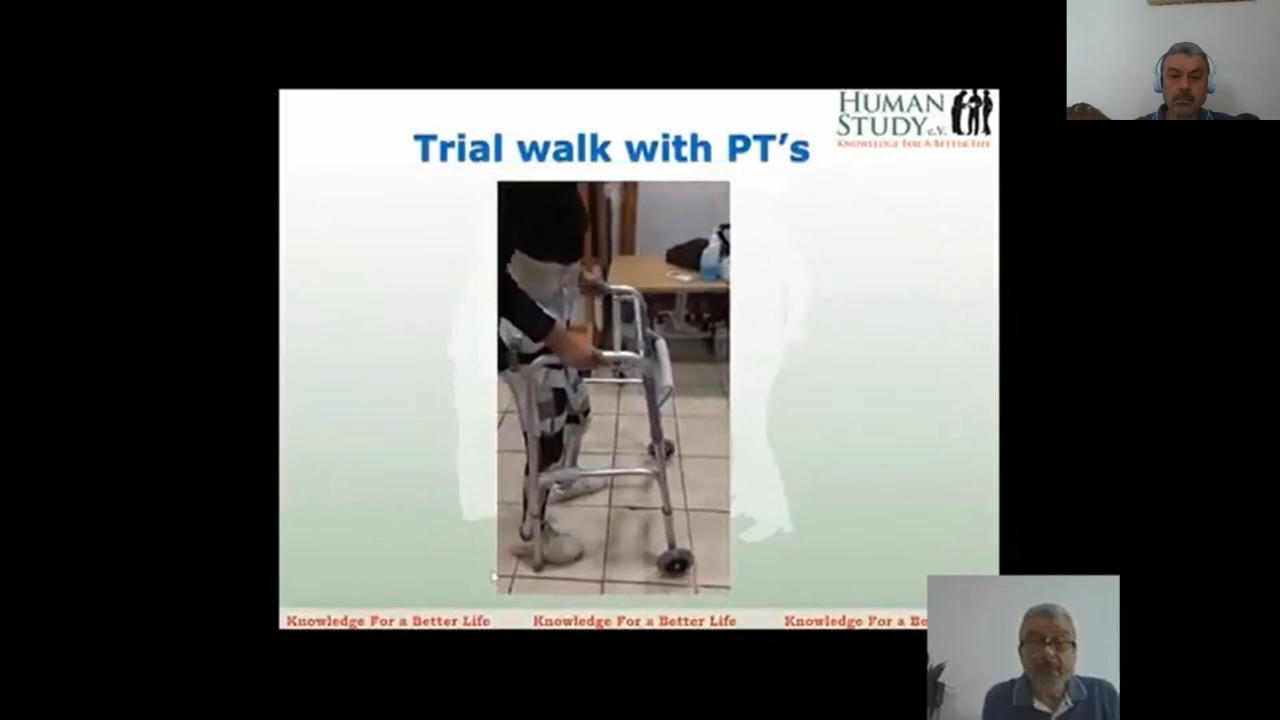 HUMAN
STUDY e.V.
KNOWLEDGE FOR A BETTER LIFE
Trial walk with PT's
Knowledge For a Better Life Knowledge For a Better Life Knowledge For a Be